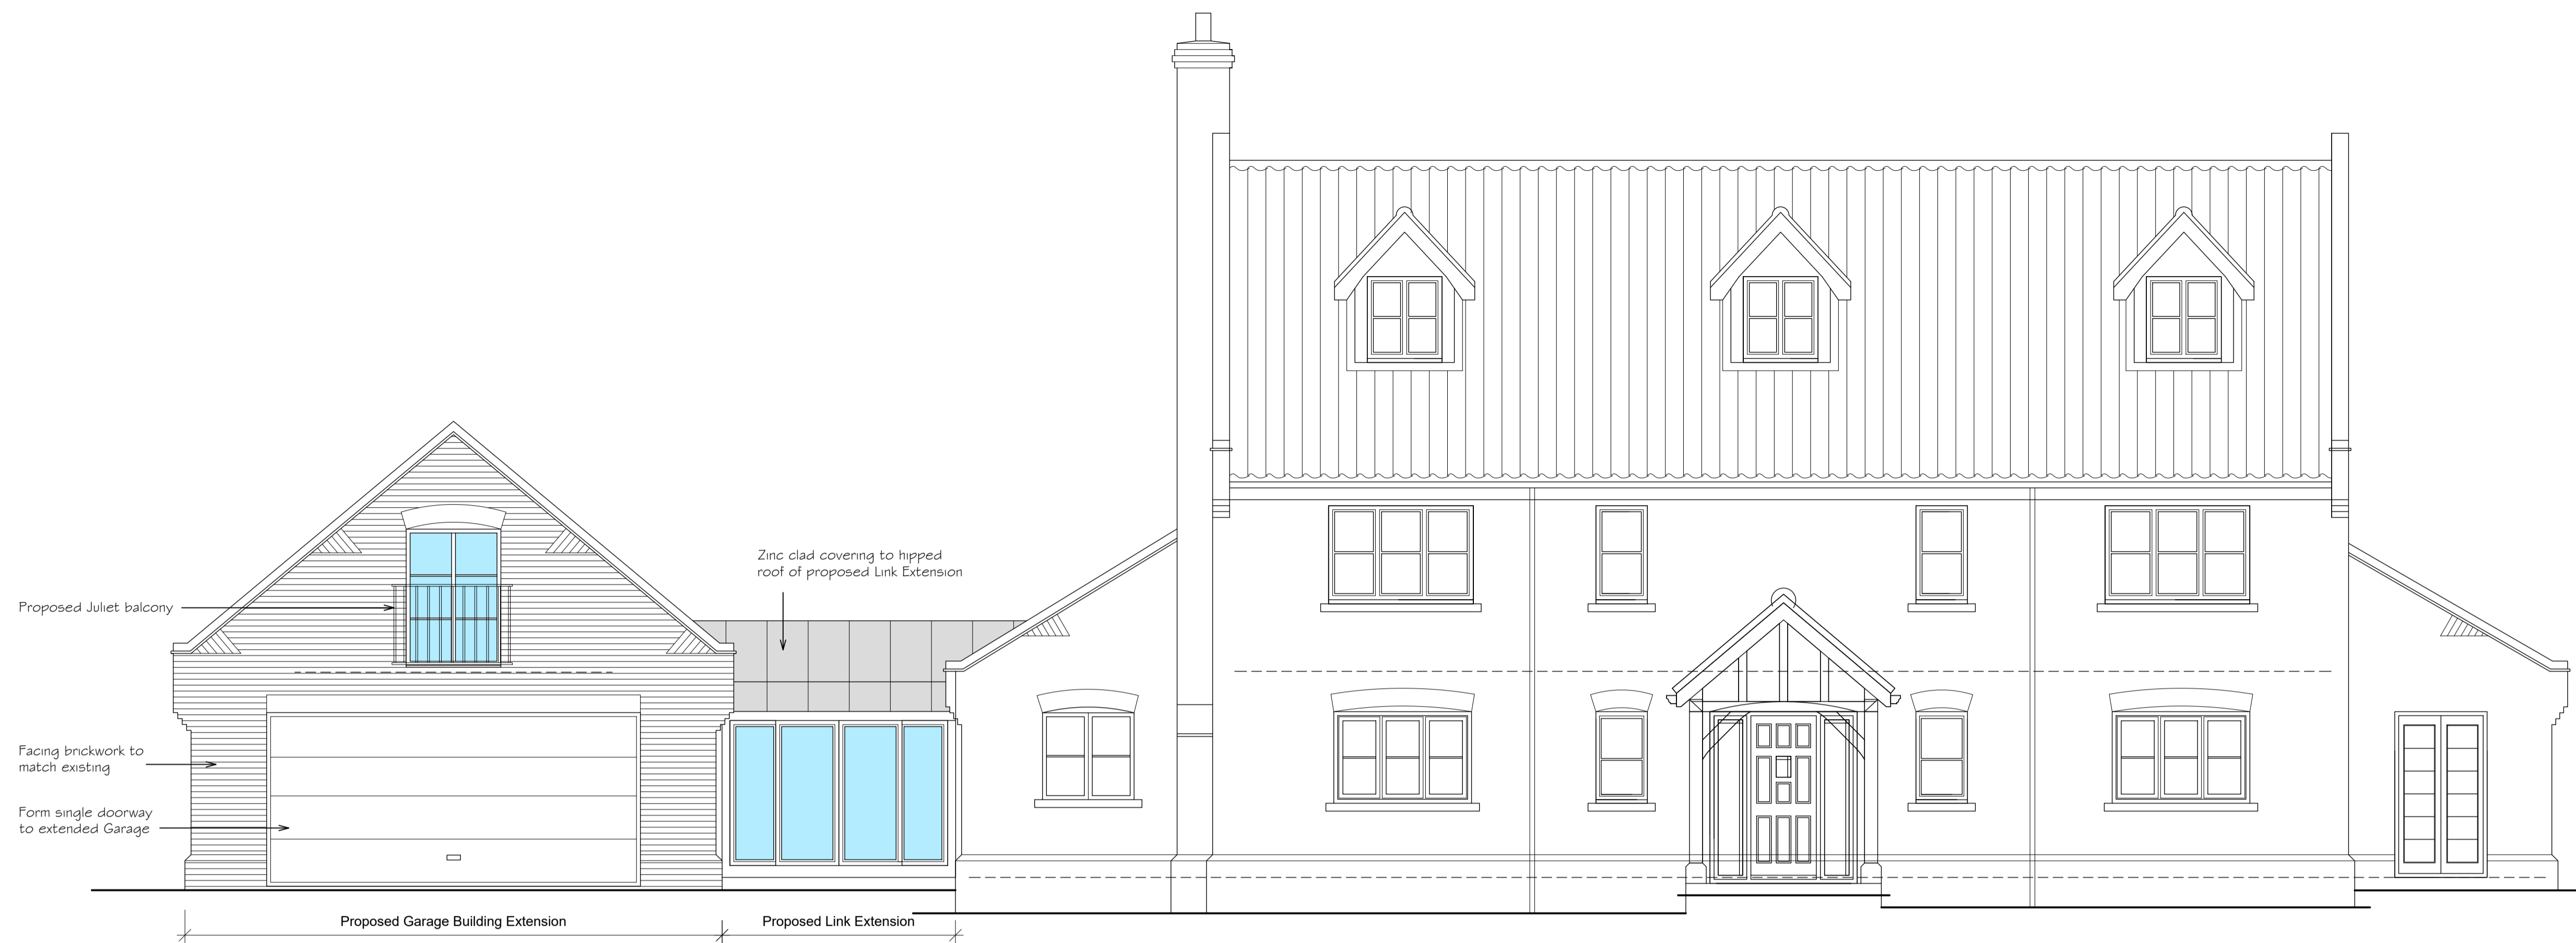 Zinc clad covering to hipped
roof of proposed Link Extension
Proposed Juliet balcony
Facing brickwork to
match existing
Form single doorway
to extended Garage
Proposed Garage Building Extension
Proposed Link Extension